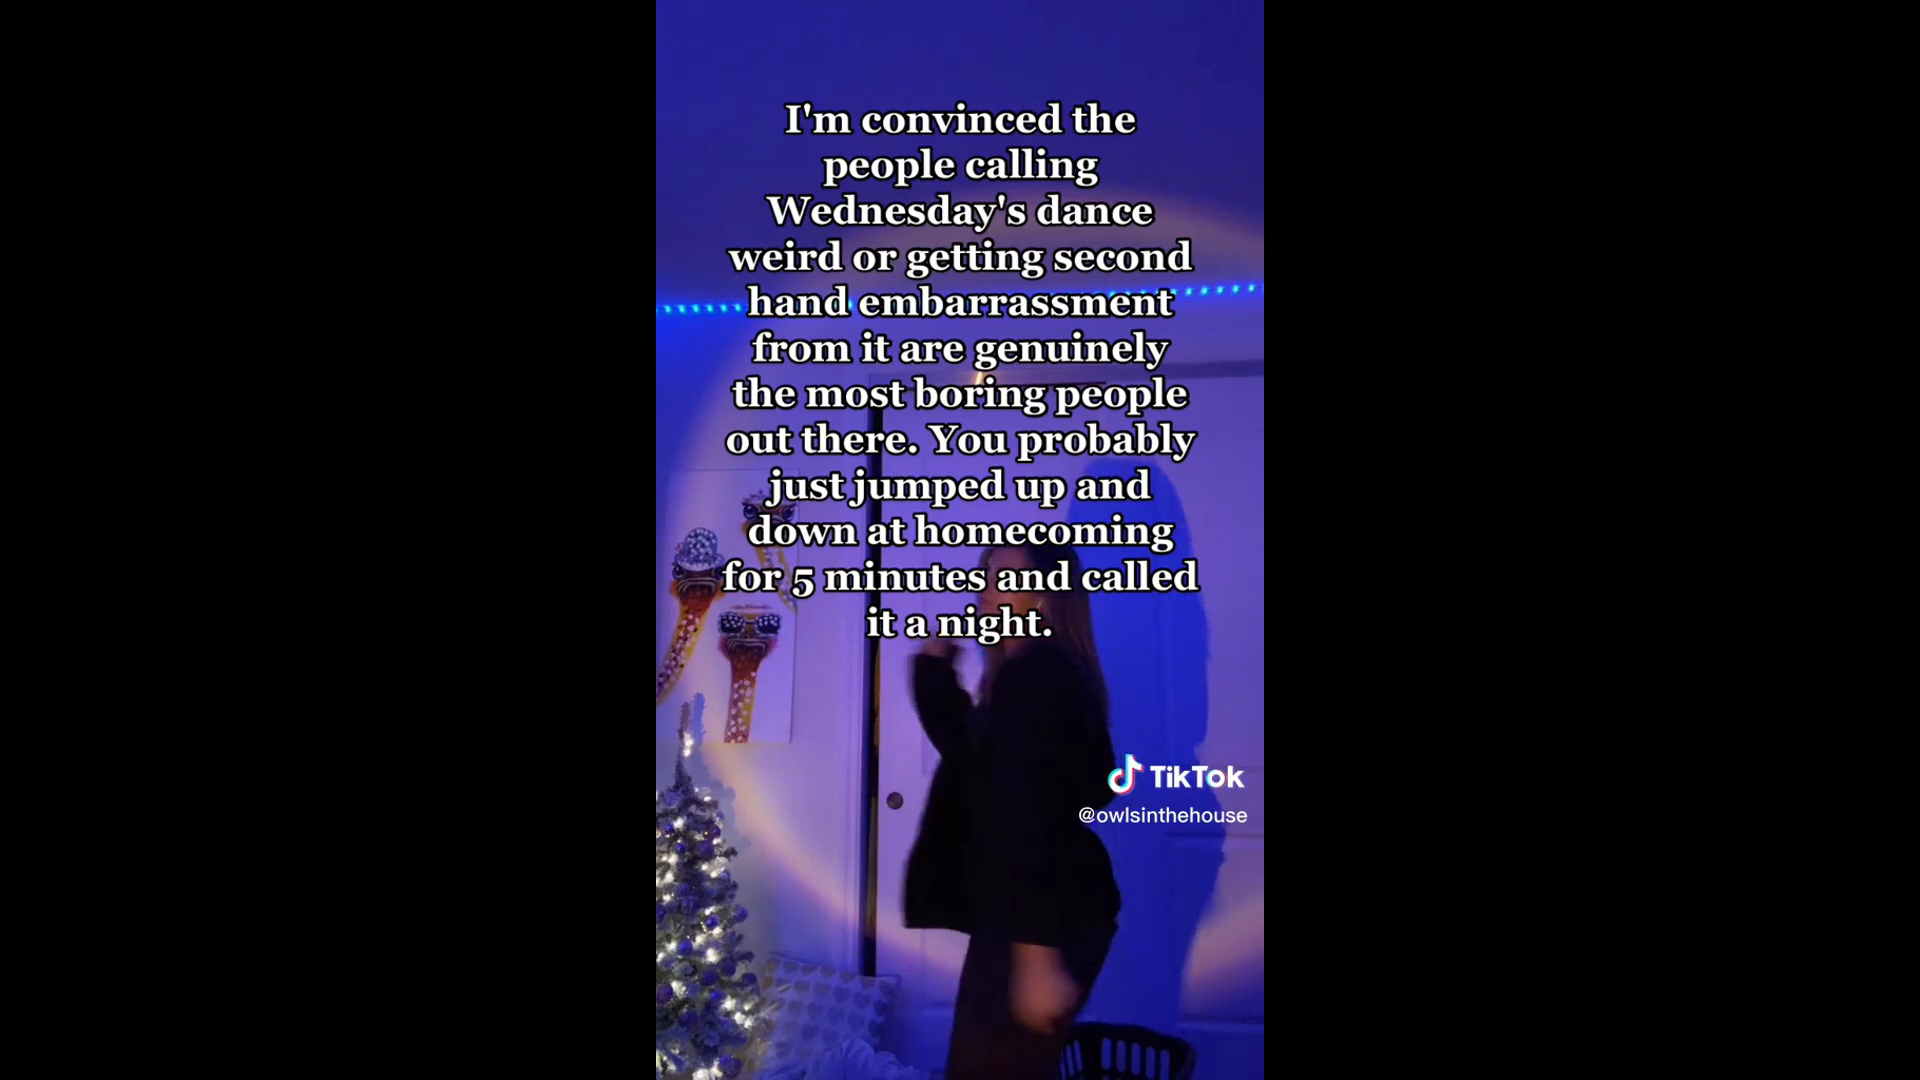 I'm convinced the
people calling
Wednesday's dance
weird or getting second
hand embarrassment
from it are genuinely
the most boring people
out there. You probably
just jumped up and
down at homecoming
for 5 minutes and called
it a night.
TikTok
@owlsinthehouse